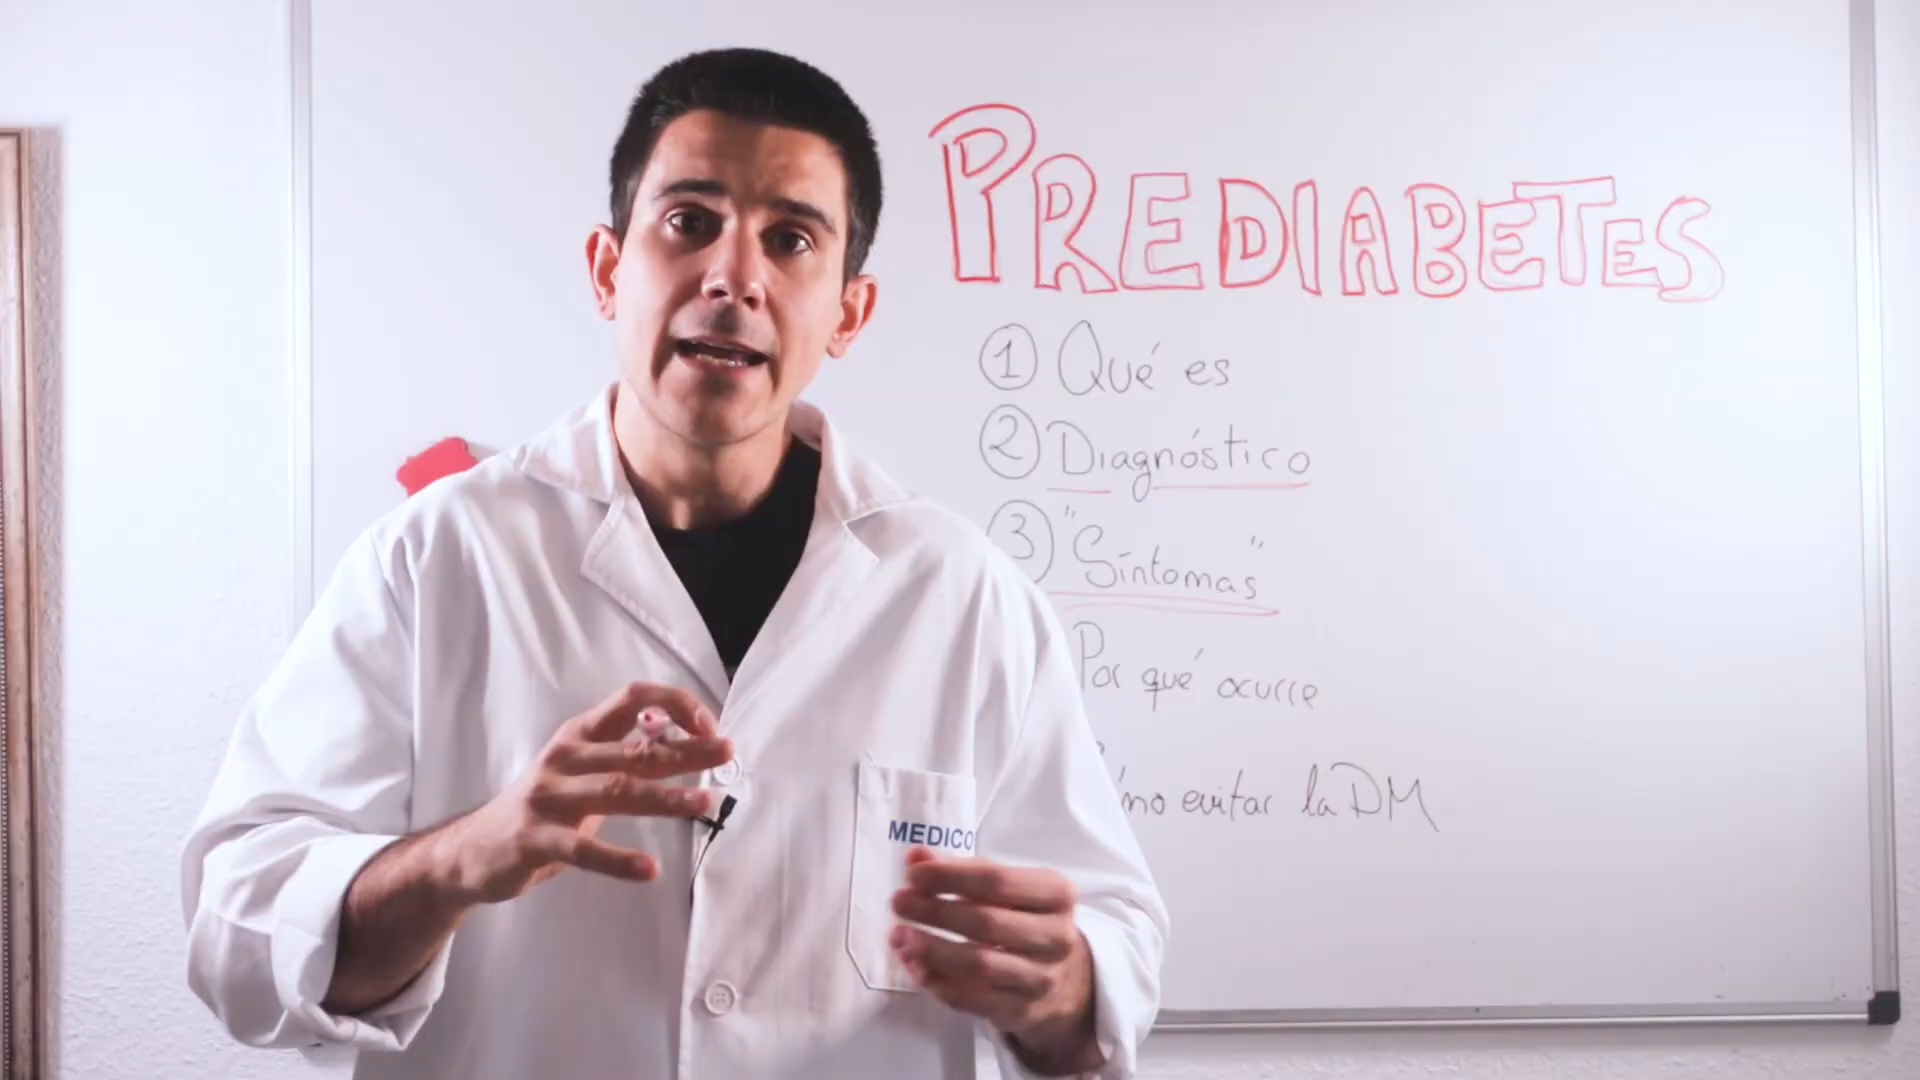 PREDIABETES
1 Qué es
2 Diagnóstico
3 "Síntomas"
Por qué ocurre
evitar la DM
MEDICO